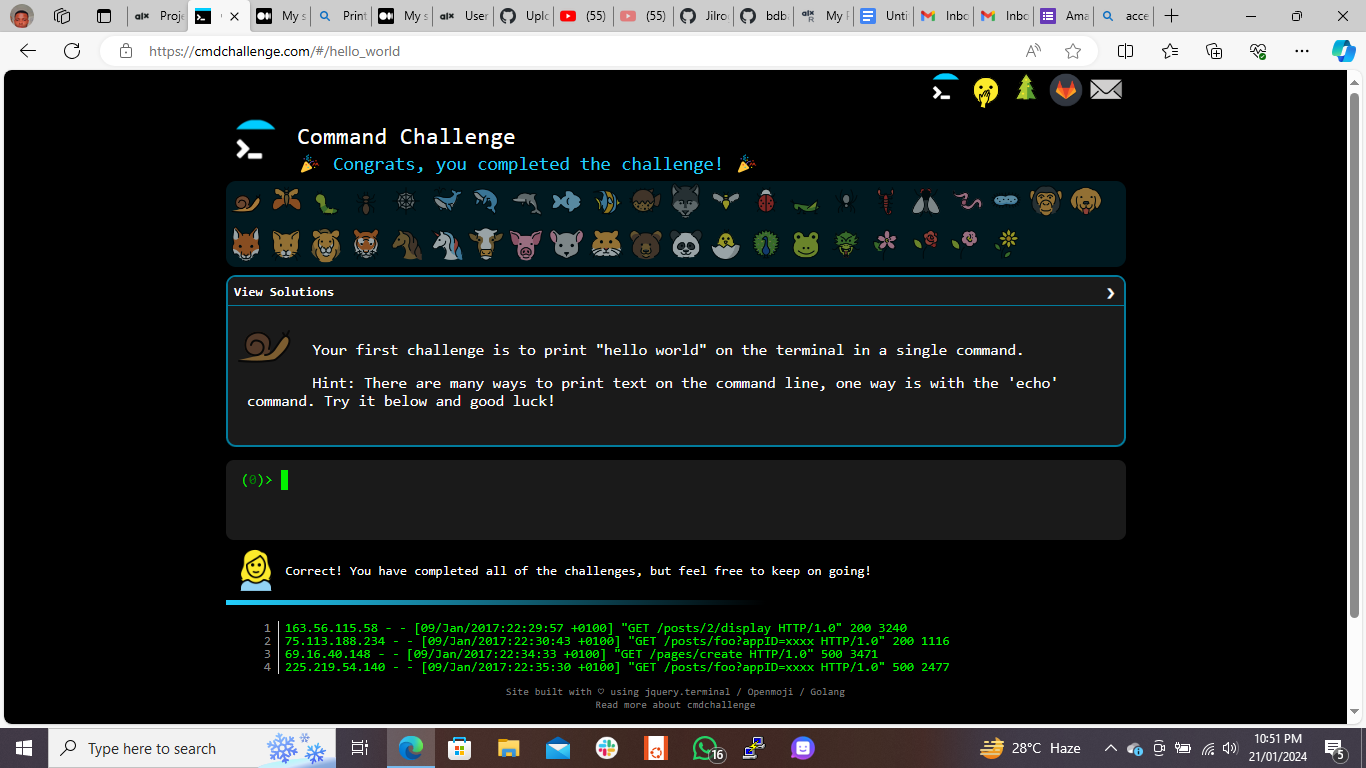 Proje
C
My s
Print
My s
User
Uplo
(55)
(55)
Jilro
bdb
My P
Unti
Inbo
Inbo
Ama
acce
https://cmdchallenge.com/#/hello_world
Command Challenge
Congrats, you completed the challenge!
View Solutions
Your first challenge is to print "hello world" on the terminal in a single command.
Hint: There are many ways to print text on the command line, one way is with the 'echo'
command. Try it below and good luck!
(0)>
Correct! You have completed all of the challenges, but feel free to keep on going!
1 163.56.115.58 - - [09/Jan/2017:22:29:57 +0100] "GET /posts/2/display HTTP/1.0" 200 3240
2 75.113.188.234 - - [09/Jan/2017:22:30:43 +0100] "GET /posts/foo?appID=xxxx HTTP/1.0" 200 1116
3 69.16.40.148 - - [09/Jan/2017:22:34:33 +0100] "GET /pages/create HTTP/1.0" 500 3471
4 225.219.54.140 - - [09/Jan/2017:22:35:30 +0100] "GET /posts/foo?appID=xxxx HTTP/1.0" 500 2477
Site built with ♡ using jquery.terminal / Openmoji / Golang
Read more about cmdchallenge
Type here to search
16
28°C Haze
10:51 PM
21/01/2024
5